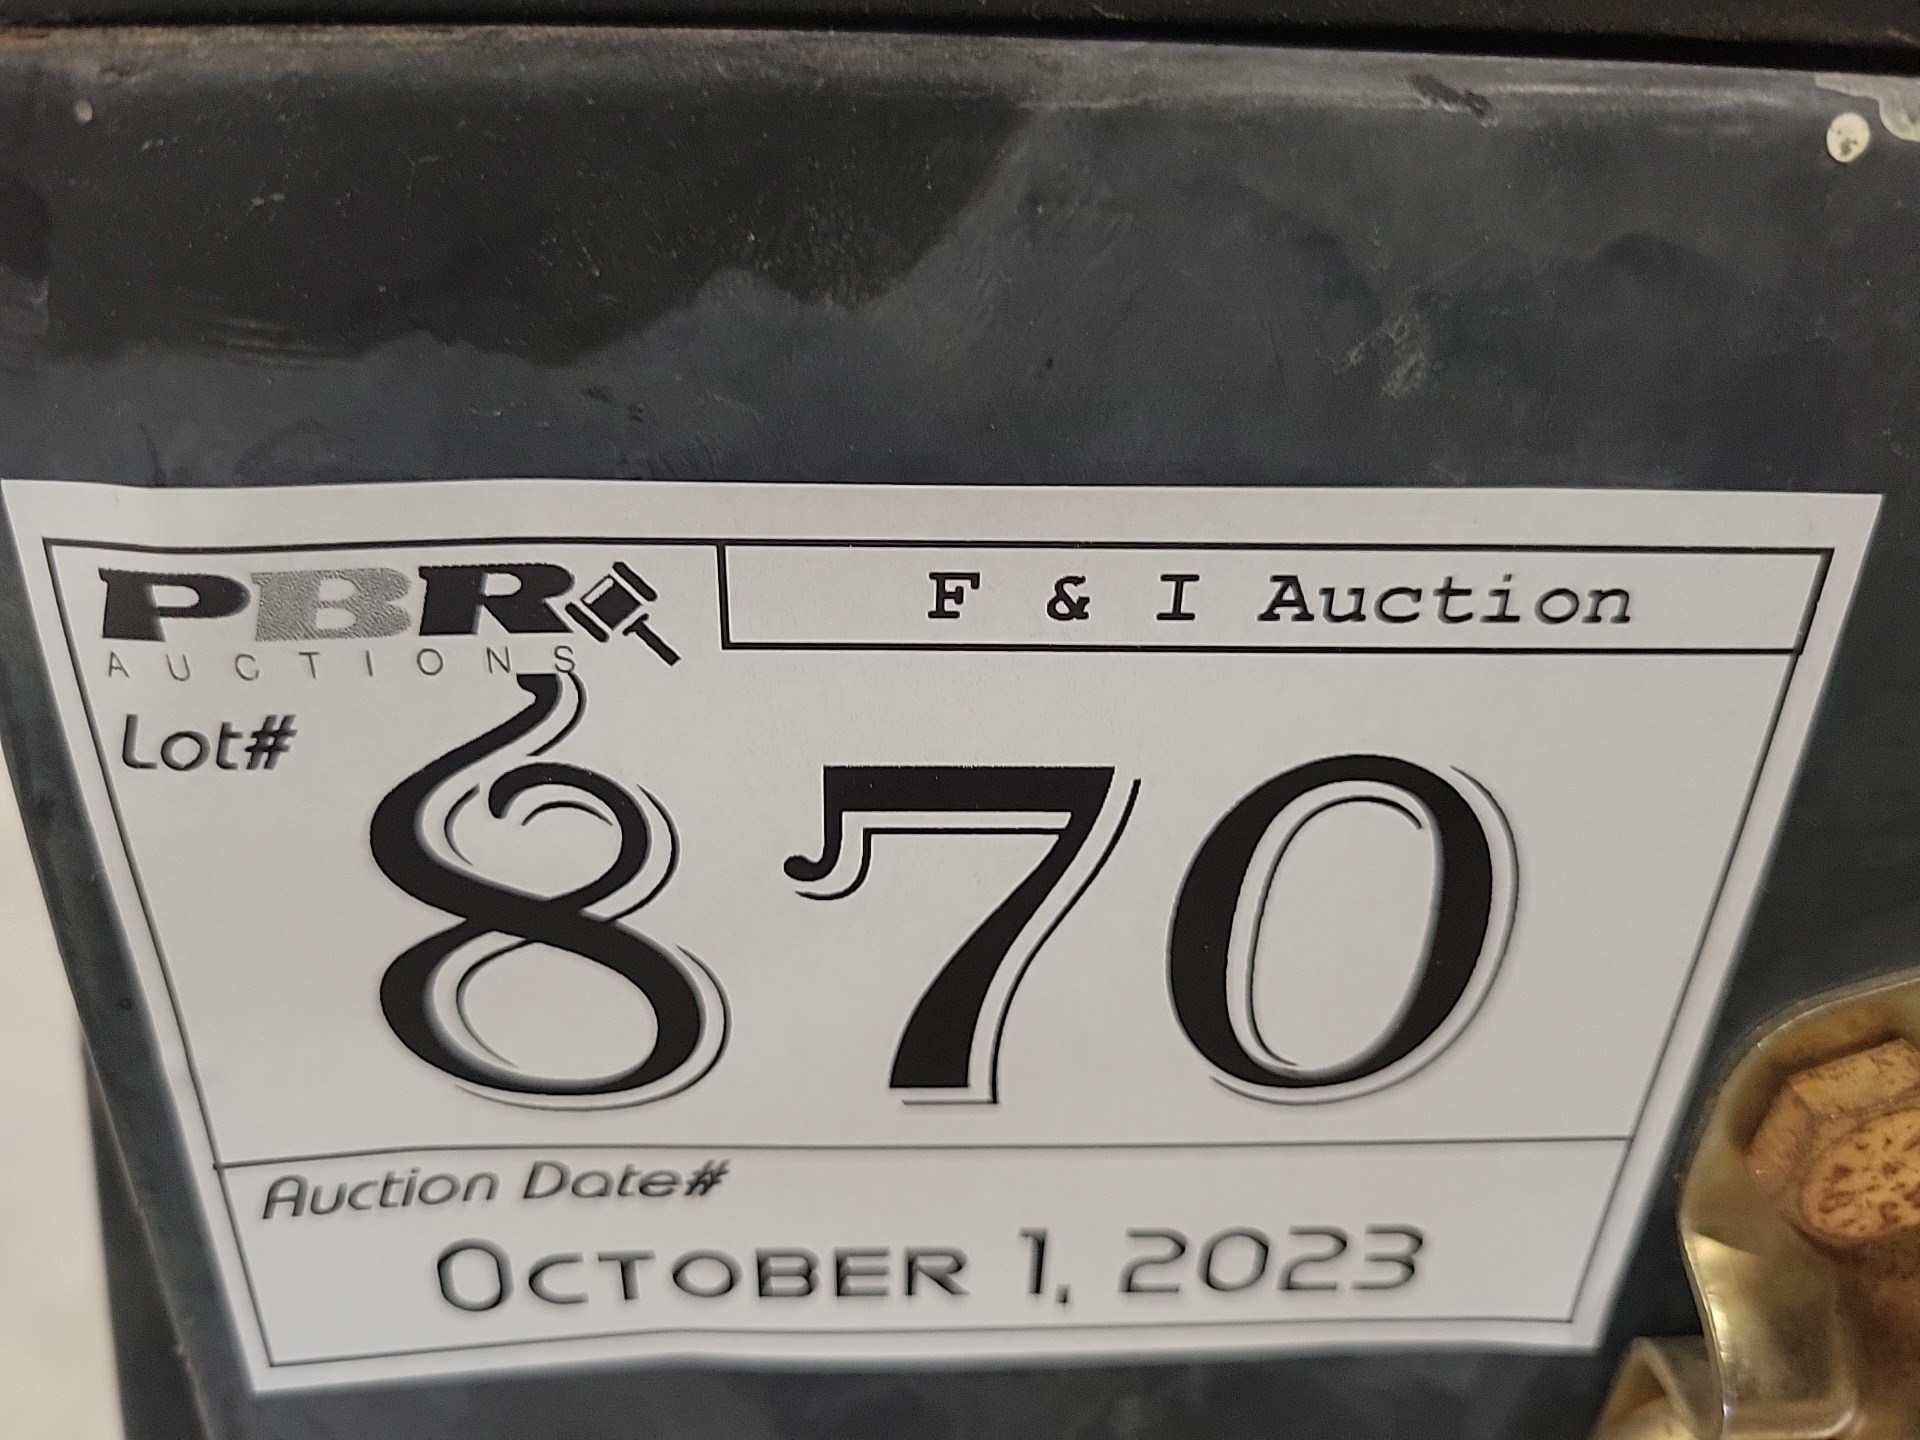 PBR
AUCTIONS
F & I Auction
Lot#
870
Auction Date#
October 1, 2023